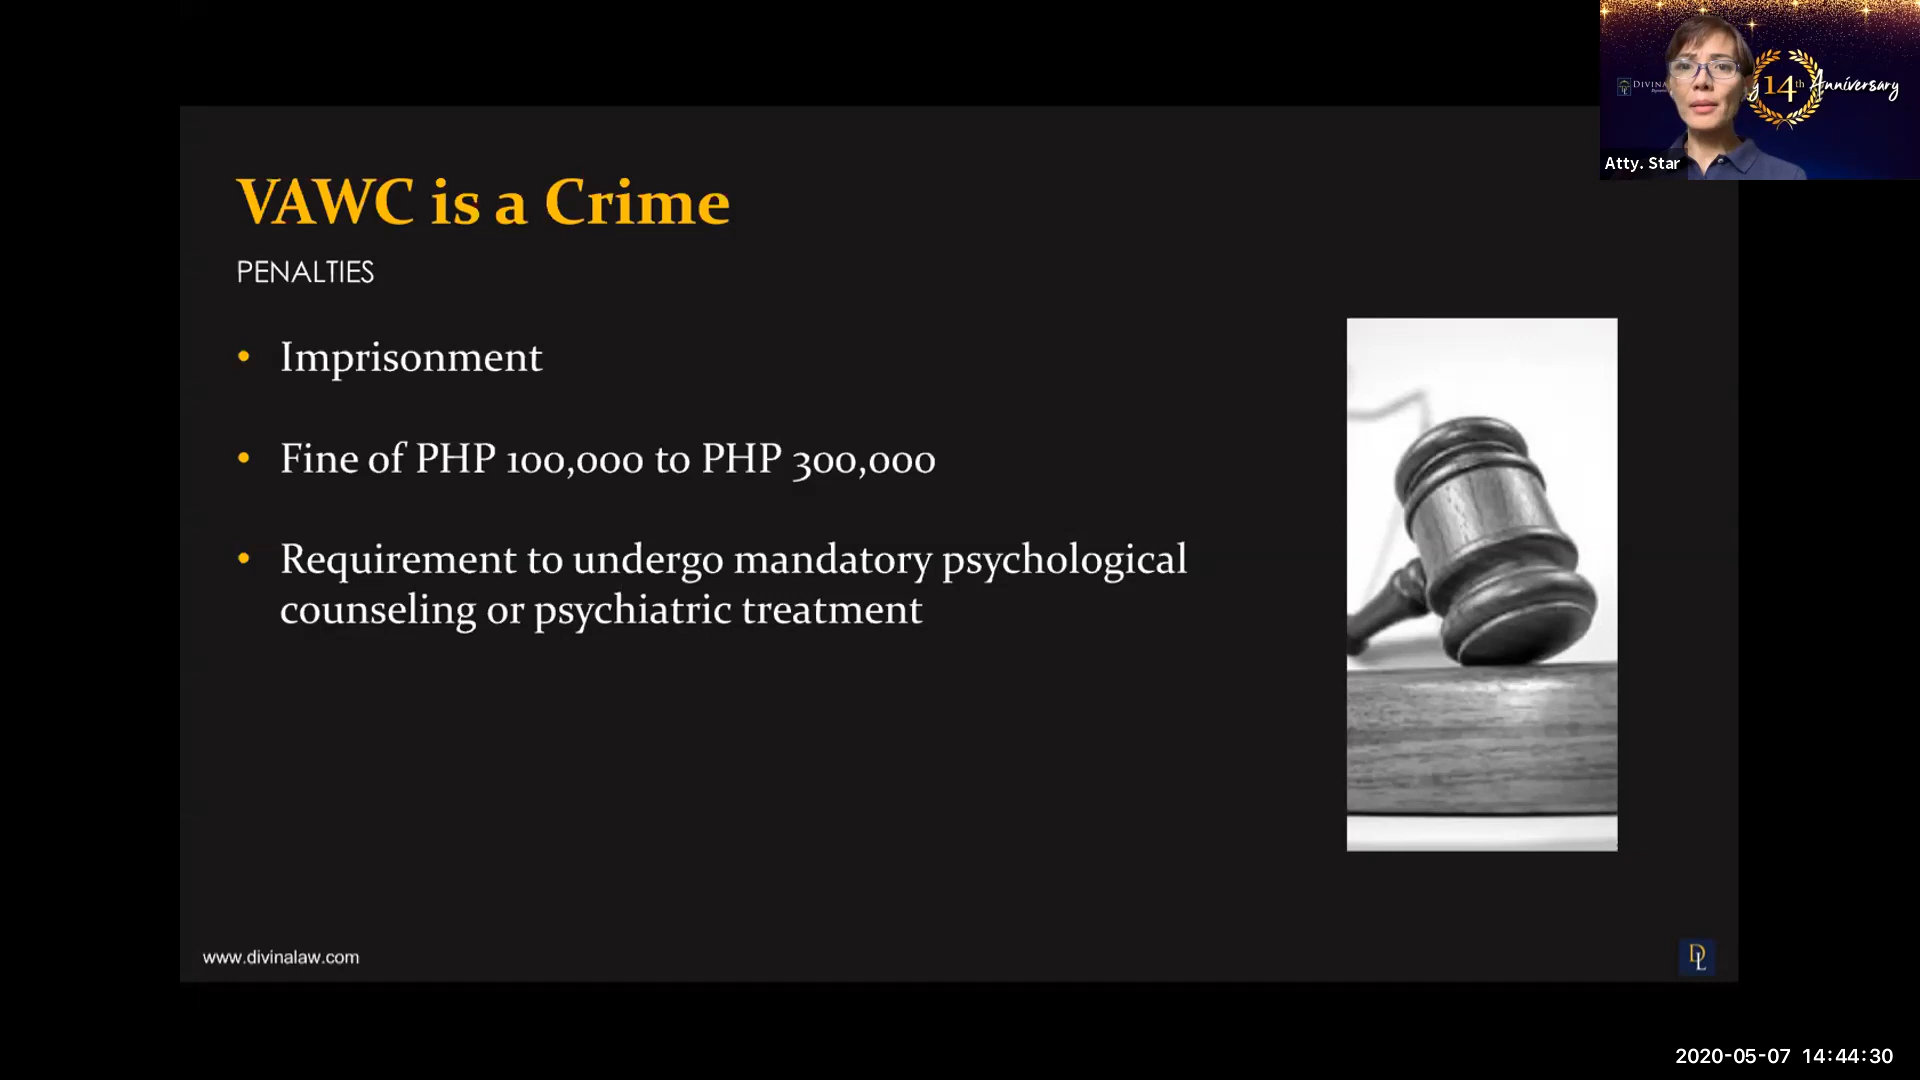 VAWC is a Crime
PENALTIES
• Imprisonment
• Fine of PHP 100,000 to PHP 300,000
• Requirement to undergo mandatory psychological
counseling or psychiatric treatment
www.divinalaw.com
DL
14th Anniversary
Atty. Star
2020-05-07 14:44:30